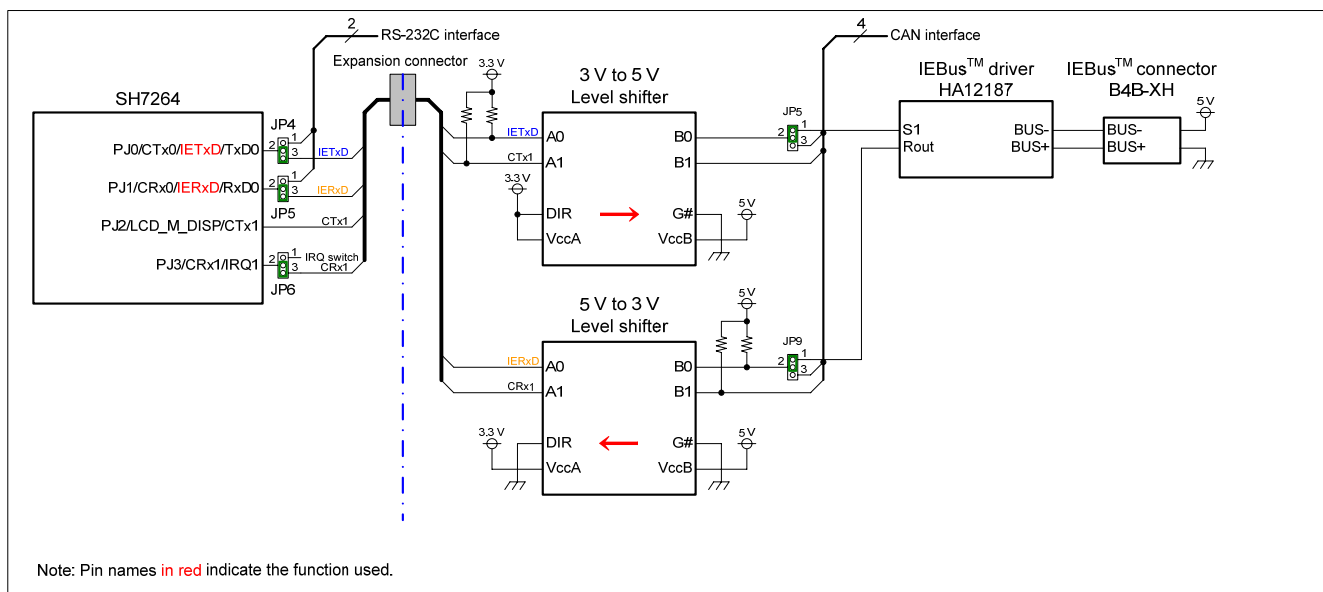 2
RS-232C interface
4
CAN interface
Expansion connector
3.3 V
3 V to 5 V
Level shifter
IEBus™ driver
HA12187
IEBus™ connector
B4B-XH
5 V
SH7264
JP4
1
2
3
PJ0/CTx0/IETxD/TxD0
IETxD
IETxD
A0
B0
JP5
1
2
3
S1
BUS-
BUS-
CTx1
A1
B1
Rout
BUS+
BUS+
PJ1/CRx0/IERxD/RxD0
1
2
3
IERxD
JP5
3.3 V
PJ2/LCD_M_DISP/CTx1
CTx1
DIR
G#
5 V
VccA
VccB
PJ3/CRx1/IRQ1
1
2
3
IRQ switch
CRx1
JP6
5 V to 3 V
Level shifter
5 V
IERxD
A0
B0
JP9
1
2
3
CRx1
A1
B1
3.3 V
DIR
G#
5 V
VccA
VccB
Note: Pin names in red indicate the function used.